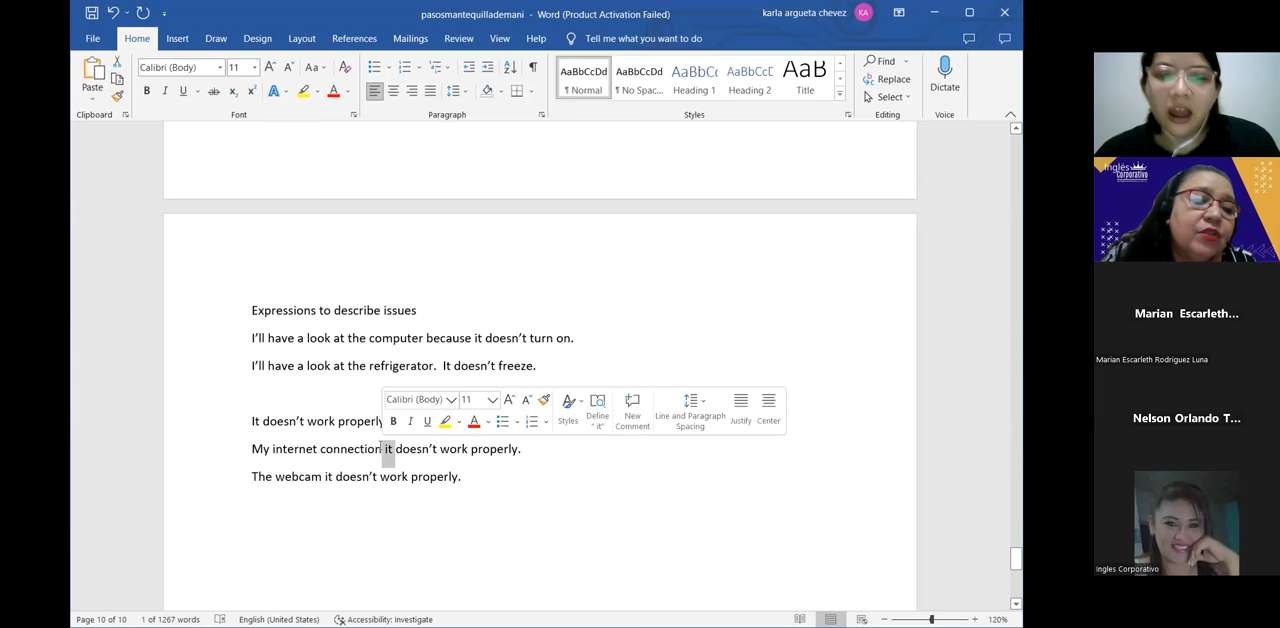 pasosmantequillademani - Word (Product Activation Failed)
karla argueta chevez
KA
File
Home
Insert
Draw
Design
Layout
References
Mailings
Review
View
Help
Tell me what you want to do
Paste
Clipboard
Calibri (Body)
11
Font
Paragraph
AaBbCcDd
¶ Normal
AaBbCcDd
¶ No Spac...
AaBbCc
Heading 1
AaBbCcE
Heading 2
AaB
Title
Styles
Find
Replace
Select
Editing
Dictate
Voice
Expressions to describe issues
I'll have a look at the computer because it doesn't turn on.
I'll have a look at the refrigerator.  It doesn't freeze.
It doesn't work properly
My internet connection it doesn't work properly.
The webcam it doesn't work properly.
Calibri (Body)
11
Styles
Define "it"
New Comment
Line and Paragraph Spacing
Justify
Center
Page 10 of 10
1 of 1267 words
English (United States)
Accessibility: Investigate
120%
Inglés
Corporativo
Marian Escarleth...
Marian Escarleth Rodríguez Luna
Nelson Orlando T...
Ingles Corporativo